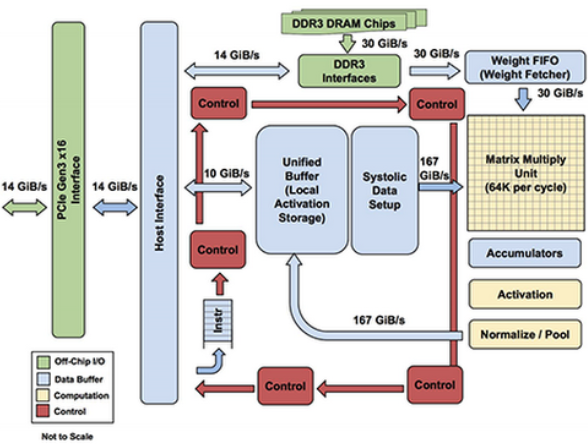 DDR3 DRAM Chips
30 GiB/s
14 GiB/s
DDR3
Interfaces
30 GiB/s
Weight FIFO
(Weight Fetcher)
30 GiB/s
Control
Control
PCIe Gen3 x16
Interface
14 GiB/s
14 GiB/s
Host Interface
10 GiB/s
Unified
Buffer
(Local
Activation
Storage)
Systolic
Data
Setup
167
GiB/s
Matrix Multiply
Unit
(64K per cycle)
Control
Accumulators
Activation
Instr
167 GiB/s
Normalize / Pool
Control
Control
Off-Chip I/O
Data Buffer
Computation
Control
Not to Scale